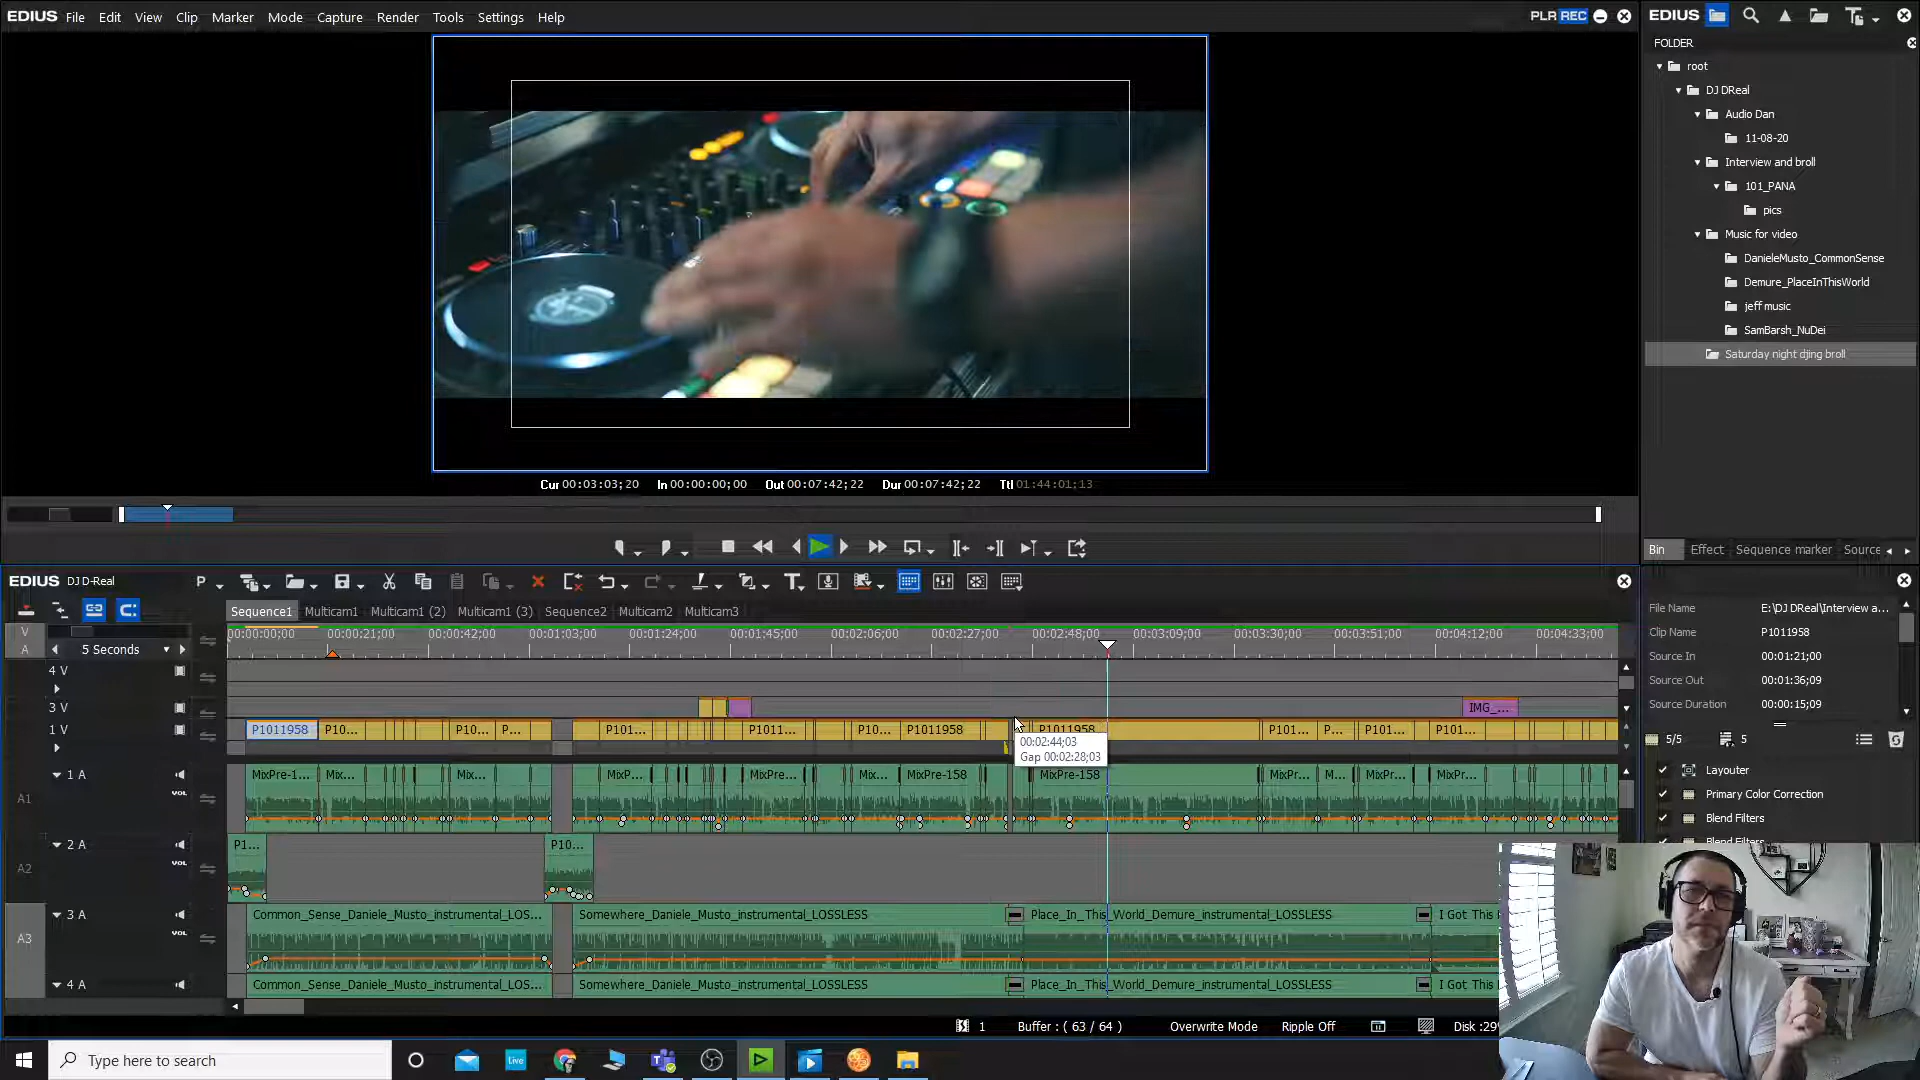 EDIUS File Edit View Clip Marker Mode Capture Render Tools Settings Help
PLR REC
EDIUS
FOLDER
root
DJ DReal
Audio Dan
11-08-20
Interview and broll
101_PANA
pics
Music for video
DanieleMusto_CommonSense
Demure_PlaceInThisWorld
jeff music
SamBarsh_NuDei
Saturday night djing broll
Cur 00:03:03;20 In 00:00:00;00 Out 00:07:42;22 Dur 00:07:42;22 Ttl 01:44:01;13
Bin Effect Sequence marker Source
EDIUS DJ D-Real
P
Sequence1 Multicam1 Multicam1 (2) Multicam1 (3) Sequence2 Multicam2 Multicam3
V
A
5 Seconds
00:00:00;00 00:00:21;00 00:00:42;00 00:01:03;00 00:01:24;00 00:01:45;00 00:02:06;00 00:02:27;00 00:02:48;00 00:03:09;00 00:03:30;00 00:03:51;00 00:04:12;00 00:04:33;00
4 V
3 V
IMG_...
1 V
P1011958 P10... P10... P... P101... P1011... P10... P1011958 P1011958 P101... P... P101... P101...
00:02:44;03
Gap 00:02:28;03
A1
1 A
VOL
MixPre-1... Mix... Mix... MixP... MixPre... Mix... MixPre-158 MixPre-158 MixPr... M... MixPr... MixP...
A2
2 A
VOL
P1... P10...
A3
3 A
VOL
Common_Sense_Daniele_Musto_instrumental_LOS... Somewhere_Daniele_Musto_instrumental_LOSSLESS Place_In_This_World_Demure_instrumental_LOSSLESS I Got This
4 A
Common_Sense_Daniele_Musto_instrumental_LOS... Somewhere_Daniele_Musto_instrumental_LOSSLESS Place_In_This_World_Demure_instrumental_LOSSLESS I Got This
File Name E:\DJ DReal\Interview a...
Clip Name P1011958
Source In 00:01:21;00
Source Out 00:01:36;09
Source Duration 00:00:15;09
5/5 5
Layouter
Primary Color Correction
Blend Filters
Blend Filters
1 Buffer : ( 63 / 64 ) Overwrite Mode Ripple Off Disk :29
Type here to search
Live